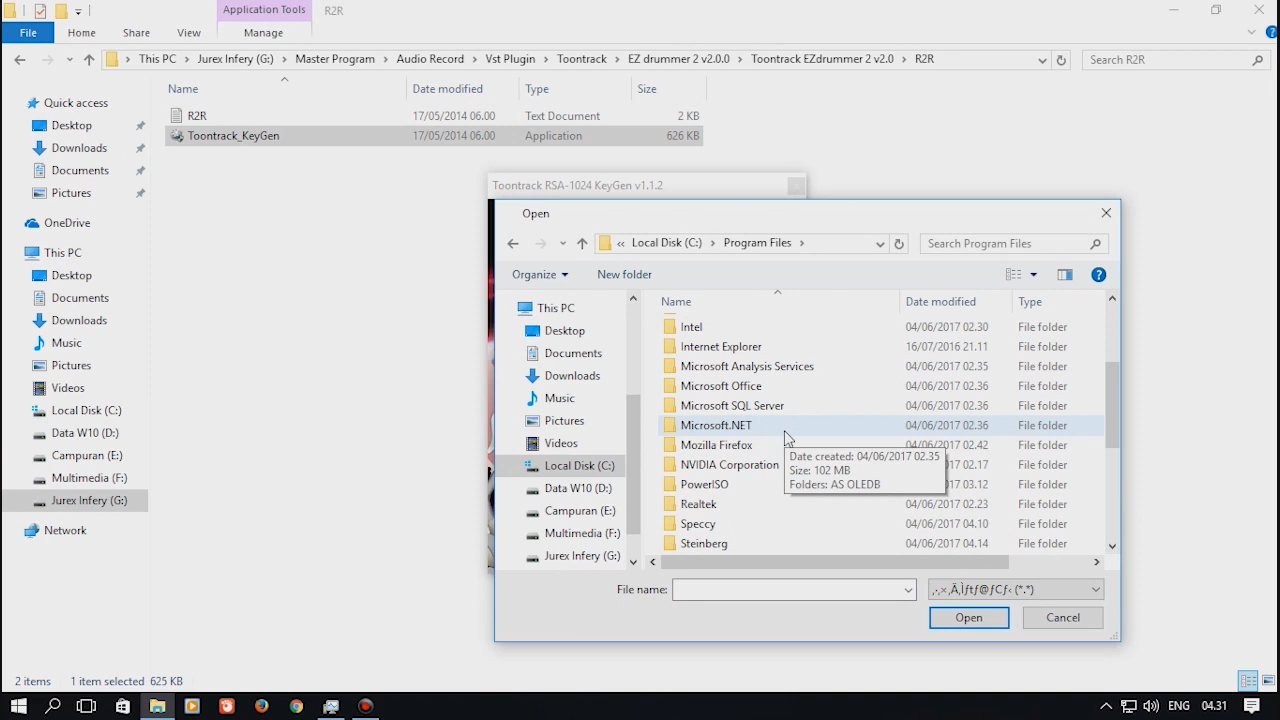 Application Tools
R2R
File
Home
Share
View
Manage
This PC
Jurex Infery (G:)
Master Program
Audio Record
Vst Plugin
Toontrack
EZ drummer 2 v2.0.0
Toontrack EZdrummer 2 v2.0
R2R
Search R2R
Name
Date modified
Type
Size
R2R
17/05/2014 06.00
Text Document
2 KB
Toontrack_KeyGen
17/05/2014 06.00
Application
626 KB
Quick access
Desktop
Downloads
Documents
Pictures
OneDrive
This PC
Desktop
Documents
Downloads
Music
Pictures
Videos
Local Disk (C:)
Data W10 (D:)
Campuran (E:)
Multimedia (F:)
Jurex Infery (G:)
Network
Toontrack RSA-1024 KeyGen v1.1.2
Open
Local Disk (C:)
Program Files
Search Program Files
Organize
New folder
This PC
Desktop
Documents
Downloads
Music
Pictures
Videos
Local Disk (C:)
Data W10 (D:)
Campuran (E:)
Multimedia (F:)
Jurex Infery (G:)
Name
Date modified
Type
Intel
04/06/2017 02.30
File folder
Internet Explorer
16/07/2016 21.11
File folder
Microsoft Analysis Services
04/06/2017 02.35
File folder
Microsoft Office
04/06/2017 02.36
File folder
Microsoft SQL Server
04/06/2017 02.36
File folder
Microsoft.NET
04/06/2017 02.36
File folder
Mozilla Firefox
04/06/2017 02.42
File folder
NVIDIA Corporation
File folder
PowerISO
03.12
File folder
Realtek
04/06/2017 02.23
File folder
Speccy
04/06/2017 04.10
File folder
Steinberg
04/06/2017 04.14
File folder
Date created: 04/06/2017 02.35
Size: 102 MB
Folders: AS OLEDB
File name:
(*.*)
Open
Cancel
2 items
1 item selected 625 KB
ENG
04.31